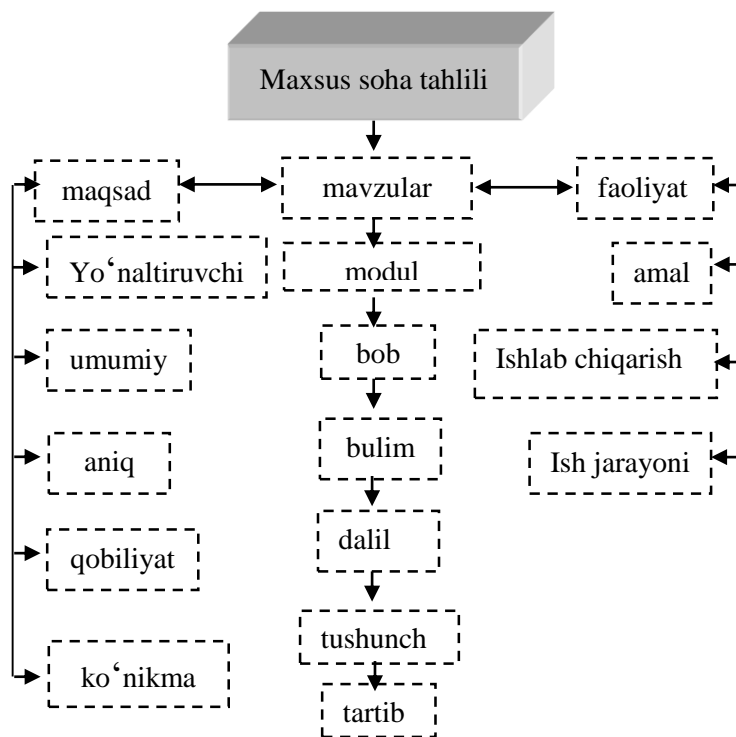 Maxsus soha tahlili
maqsad
mavzular
faoliyat
Yo‘naltiruvchi
modul
amal
umumiy
bob
Ishlab chiqarish
aniq
bulim
Ish jarayoni
qobiliyat
dalil
ko‘nikma
tushunch
tartib